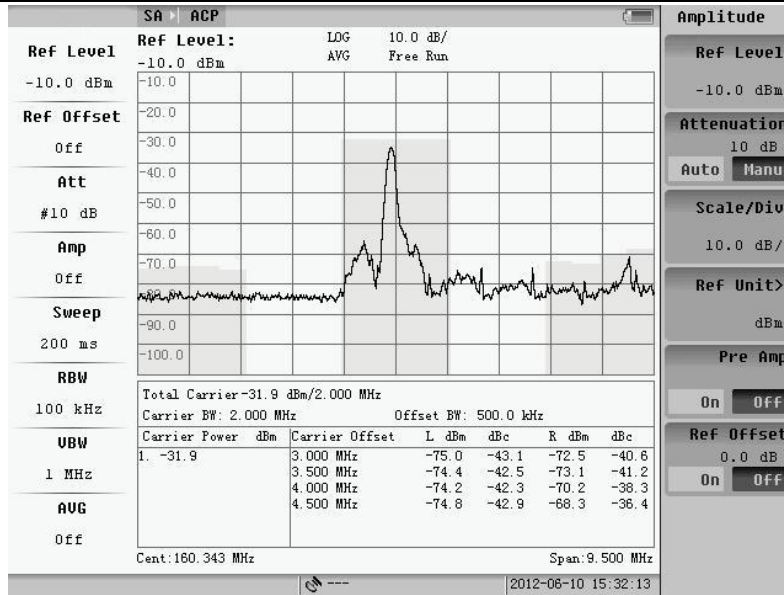 SA ACP
Ref Level
-10.0 dBm
Ref Offset
Off
Att
#10 dB
Amp
Off
Sweep
200 ms
RBW
100 kHz
VBW
1 MHz
AVG
Off
Ref Level:
-10.0 dBm
LOG 10.0 dB/
AVG Free Run
-10.0
-20.0
-30.0
-40.0
-50.0
-60.0
-70.0
-90.0
-100.0
Total Carrier-31.9 dBm/2.000 MHz
Carrier BW: 2.000 MHz Offset BW: 500.0 kHz
Carrier Power dBm Carrier Offset L dBm dBc R dBm dBc
1. -31.9 3.000 MHz -75.0 -43.1 -72.5 -40.6
3.500 MHz -74.4 -42.5 -73.1 -41.2
4.000 MHz -74.2 -42.3 -70.2 -38.3
4.500 MHz -74.8 -42.9 -68.3 -36.4
Cent:160.343 MHz Span:9.500 MHz
--- 2012-06-10 15:32:13
Amplitude
Ref Level
-10.0 dBm
Attenuation
10 dB
Auto Manu
Scale/Div
10.0 dB/
Ref Unit>
dBm
Pre Amp
On Off
Ref Offset
0.0 dB
On Off